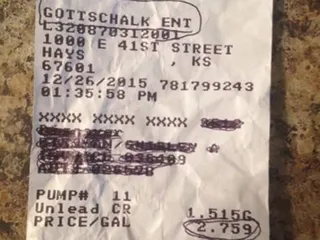 GOTTSCHALK ENT
L320870312001
1000 E 41ST STREET
HAYS , KS
67601
12/26/2015 781799243
01:35:58 PM
XXXX XXXX XXXX
PUMP# 11
Unlead CR 1.515G
PRICE/GAL 2.759